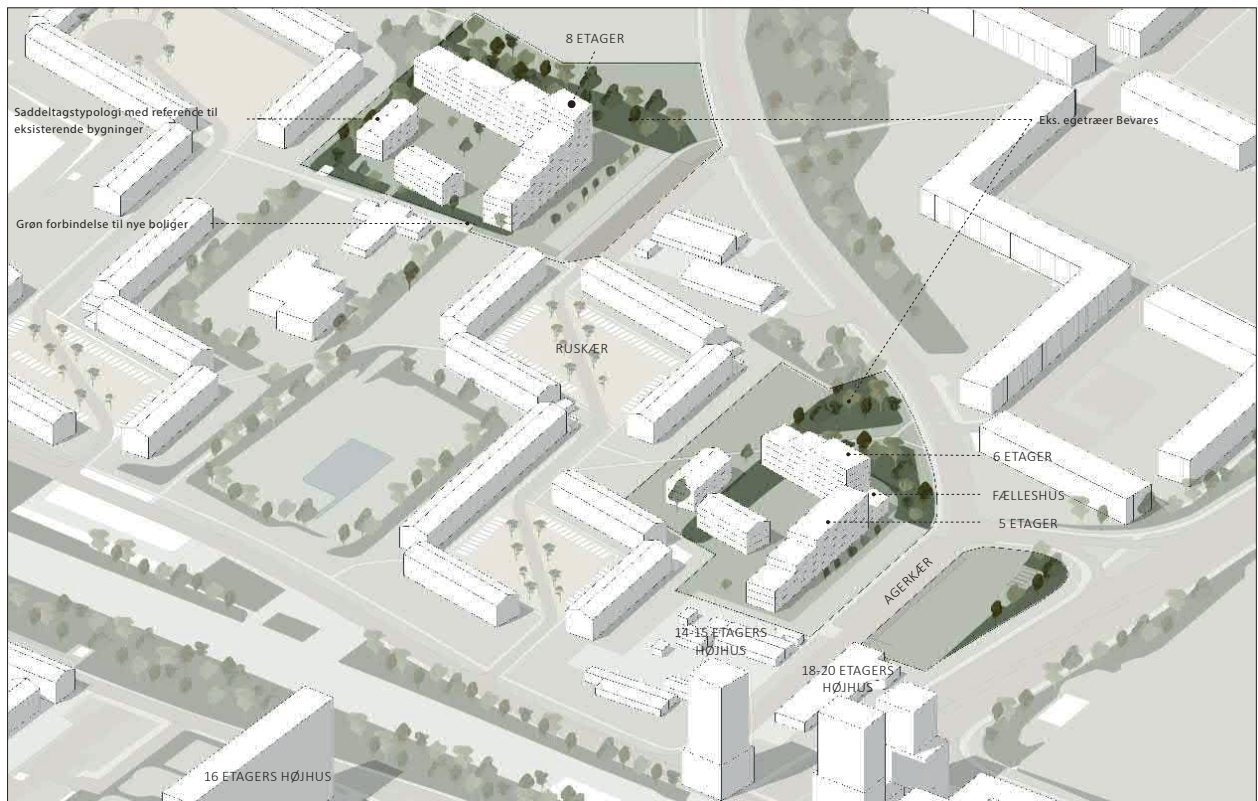 8 ETAGER
Saddeltagstypologi med reference til
eksisterende bygninger
Eks. egetræer Bevares
Grøn forbindelse til nye boliger
RUSKÆR
6 ETAGER
FÆLLESHUS
5 ETAGER
AGERKÆR
14-15 ETAGERS
HØJHUS
18-20 ETAGERS
HØJHUS
16 ETAGERS HØJHUS